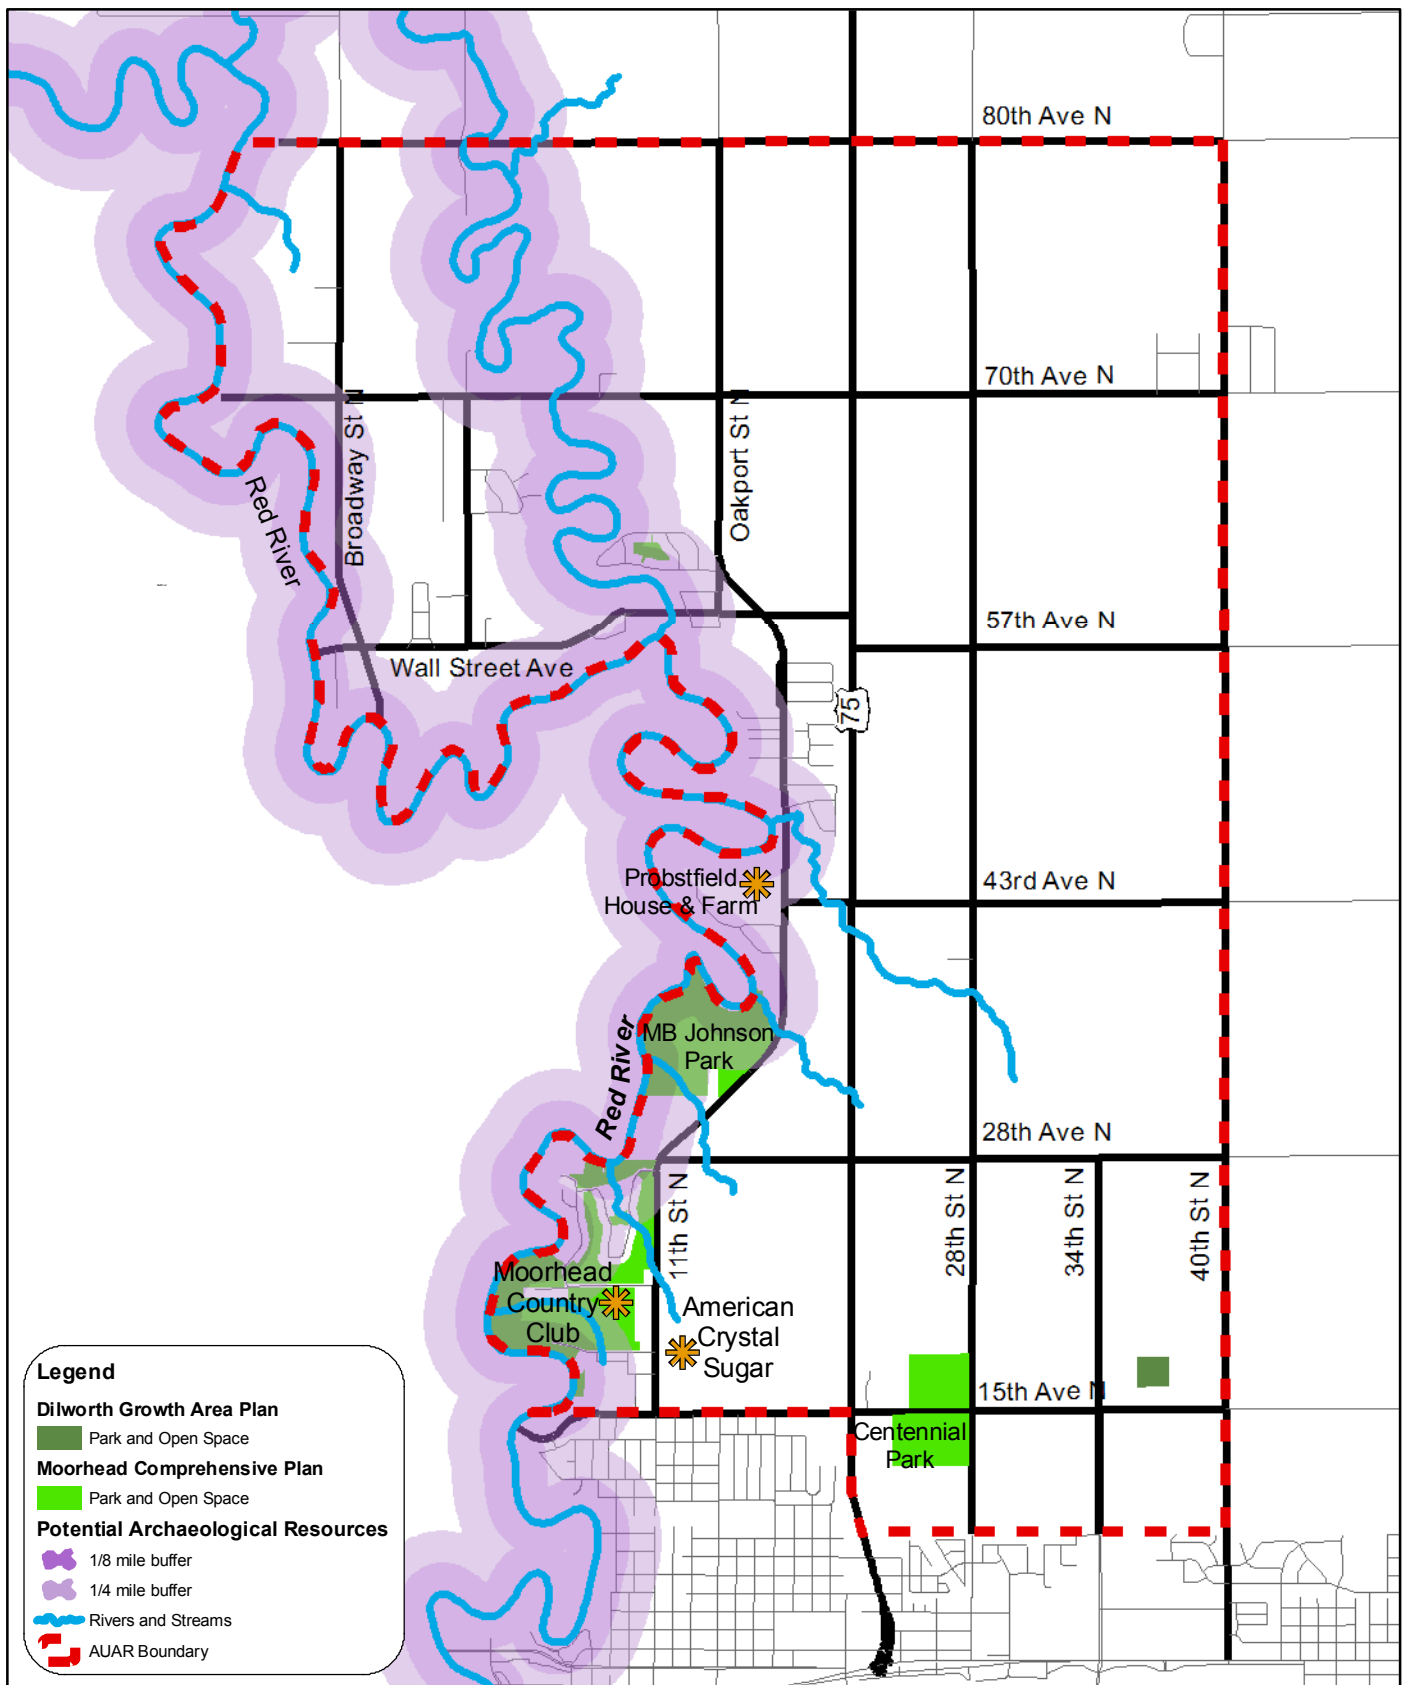 80th Ave N
70th Ave N
Broadway St N
Oakport St N
Red River
57th Ave N
Wall Street Ave
75
Probstfield
House & Farm
43rd Ave N
MB Johnson
Park
Red River
28th Ave N
11th St N
28th St N
34th St N
40th St N
Moorhead
Country
Club
American
Crystal
Sugar
15th Ave N
Centennial
Park
Legend
Dilworth Growth Area Plan
Park and Open Space
Moorhead Comprehensive Plan
Park and Open Space
Potential Archaeological Resources
1/8 mile buffer
1/4 mile buffer
Rivers and Streams
AUAR Boundary